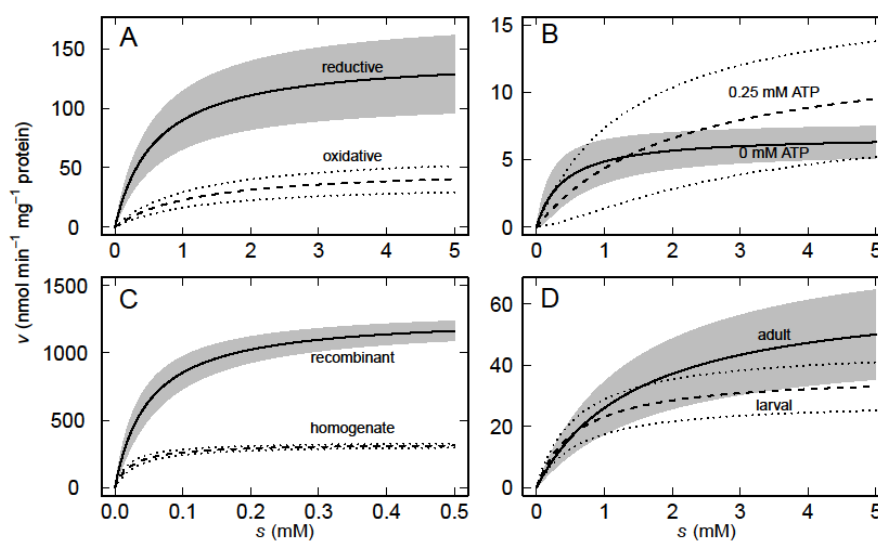 A
150
100
50
0
reductive
oxidative
0 1 2 3 4 5
B
15
10
5
0
0.25 mM ATP
0 mM ATP
0 1 2 3 4 5
v (nmol min⁻¹ mg⁻¹ protein)
C
1500
1000
500
0
recombinant
homogenate
0.0 0.1 0.2 0.3 0.4 0.5
s (mM)
D
60
40
20
0
adult
larval
0 1 2 3 4 5
s (mM)